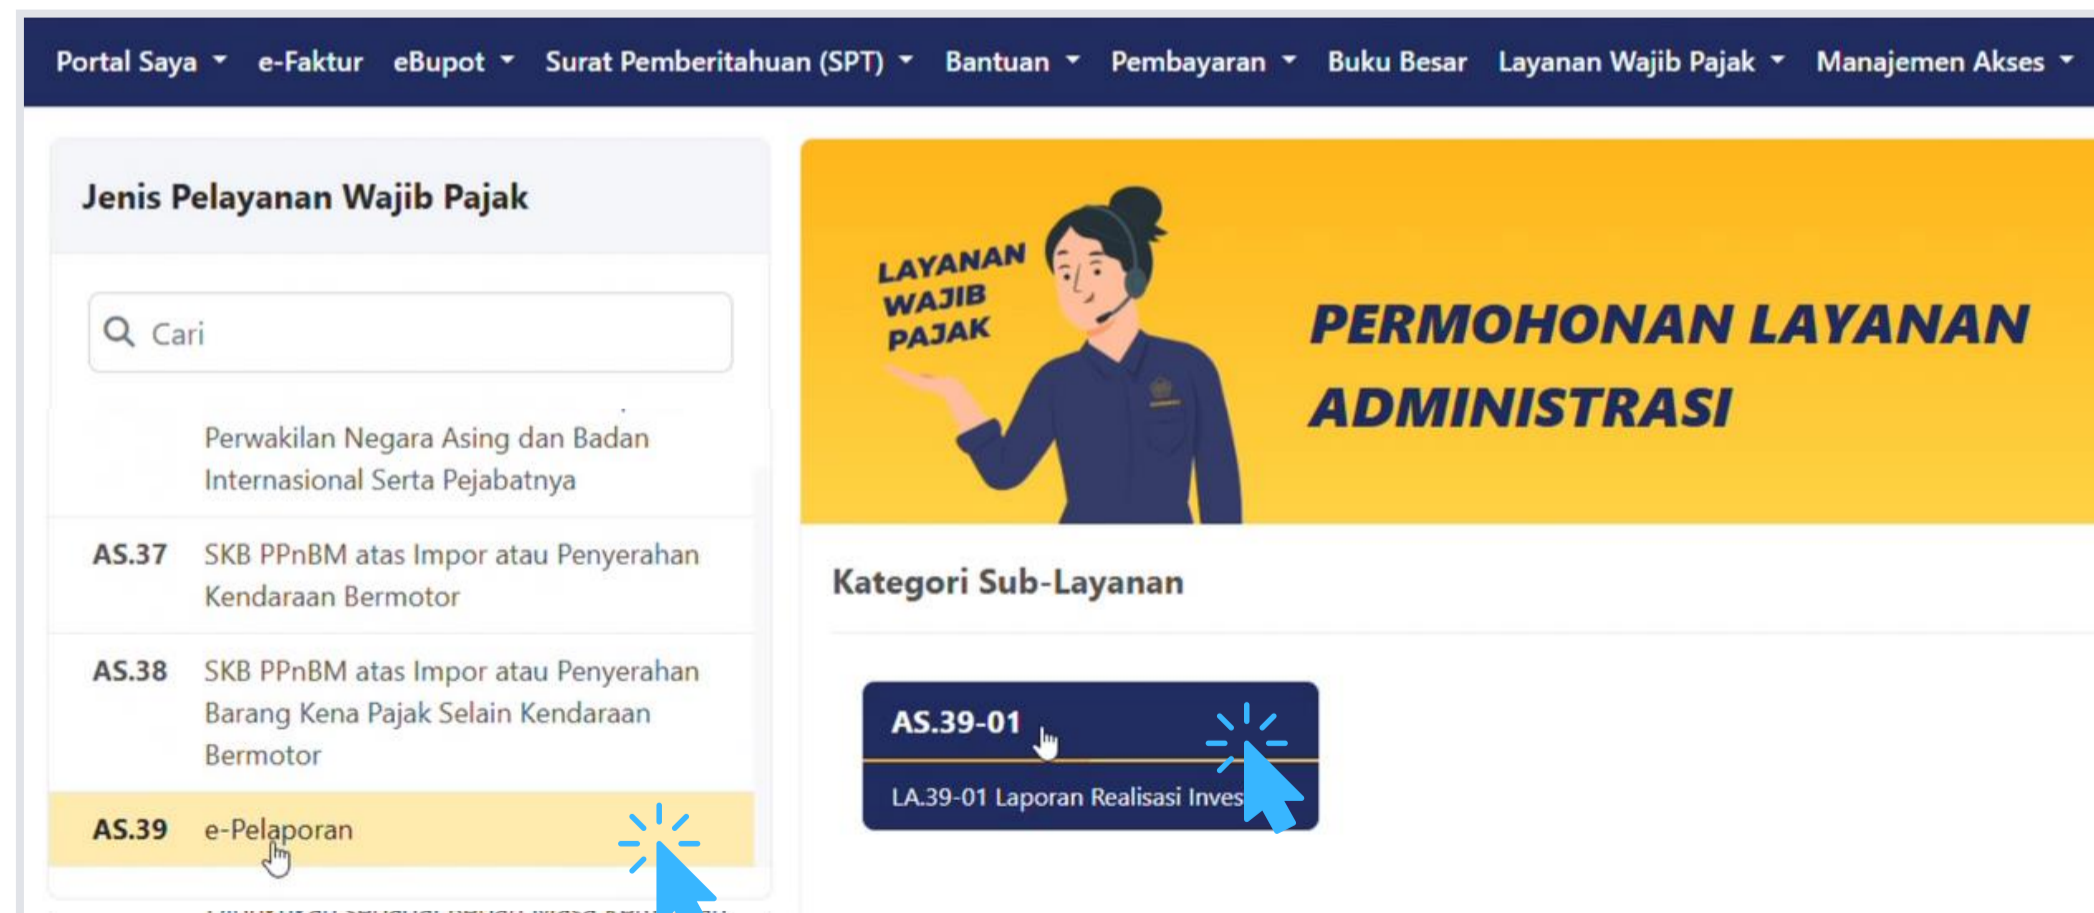 Portal Saya e-Faktur eBupot Surat Pemberitahuan (SPT) Bantuan Pembayaran Buku Besar Layanan Wajib Pajak Manajemen Akses
Jenis Pelayanan Wajib Pajak
Cari
Perwakilan Negara Asing dan Badan
Internasional Serta Pejabatnya
AS.37 SKB PPnBM atas Impor atau Penyerahan
Kendaraan Bermotor
AS.38 SKB PPnBM atas Impor atau Penyerahan
Barang Kena Pajak Selain Kendaraan
Bermotor
AS.39 e-Pelaporan
LAYANAN
WAJIB
PAJAK
PERMOHONAN LAYANAN
ADMINISTRASI
Kategori Sub-Layanan
AS.39-01
LA.39-01 Laporan Realisasi Inves